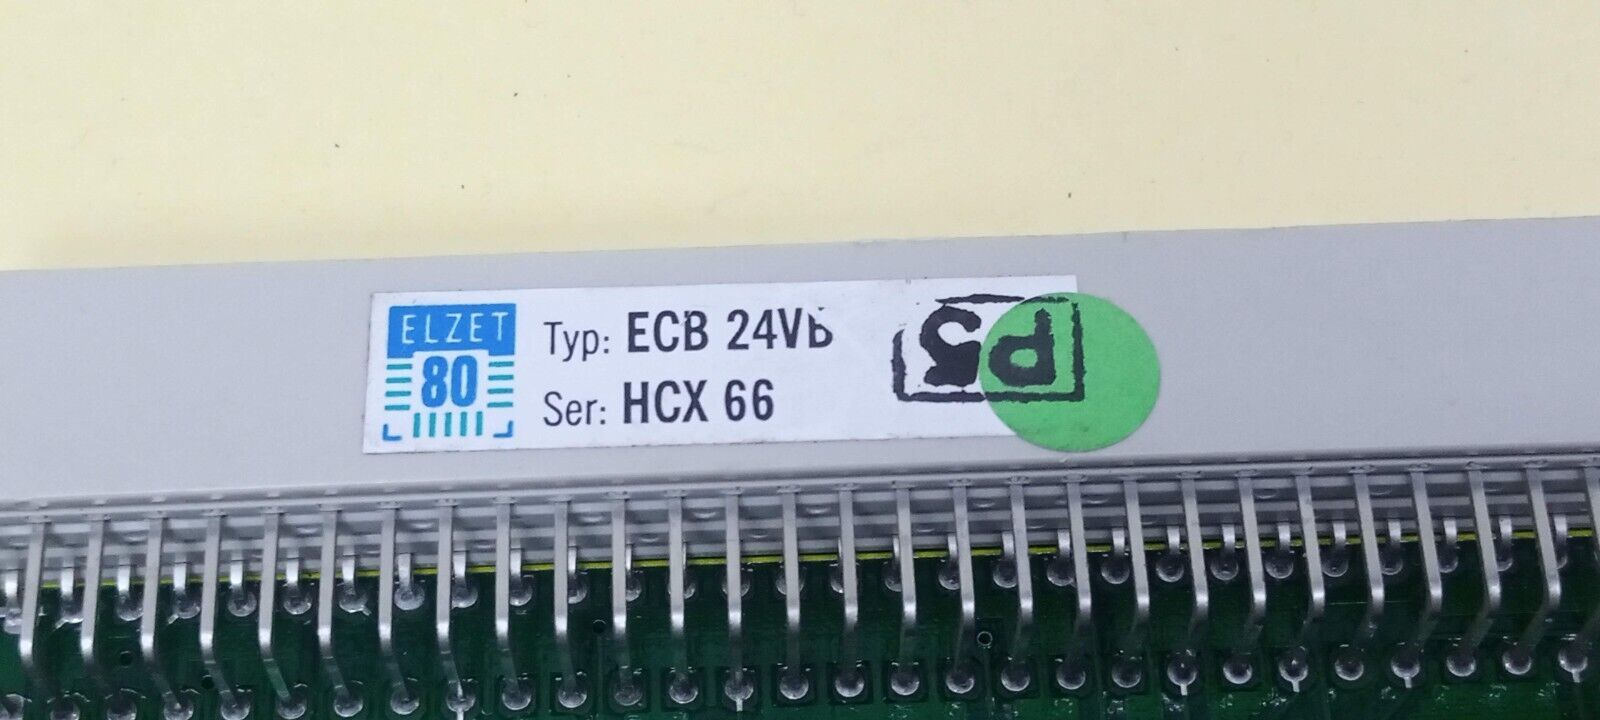 ELZET
80
Typ: ECB 24VB
Ser: HCX 66
P5